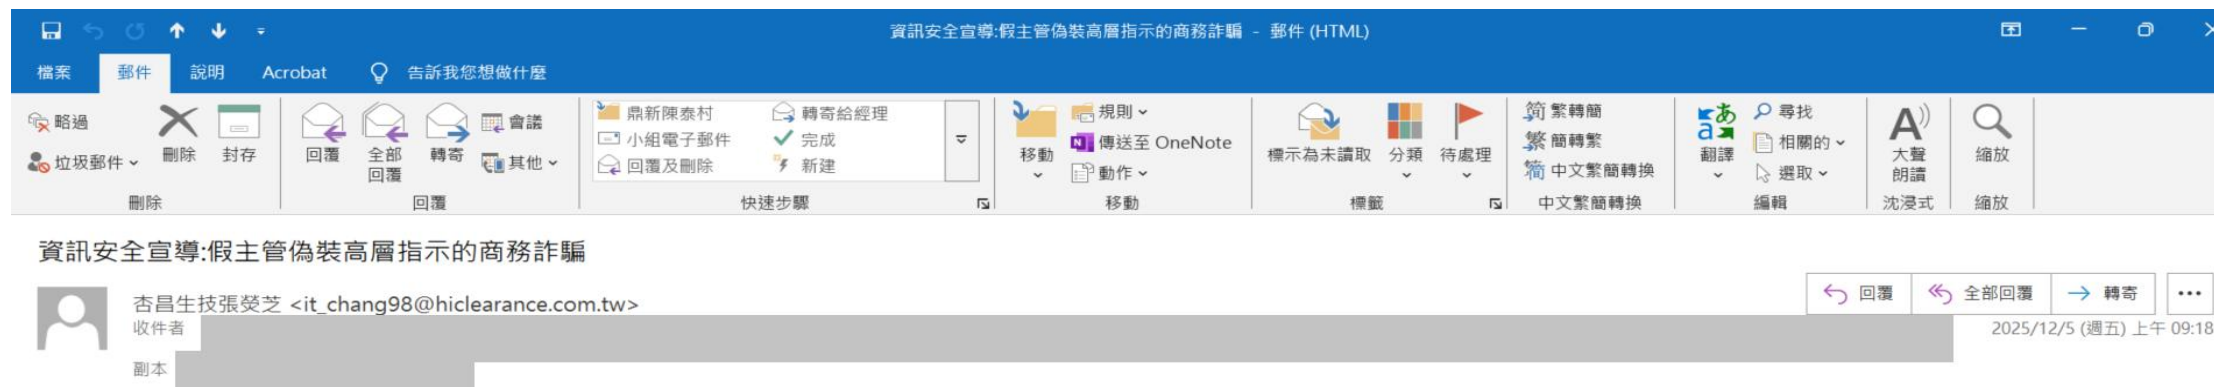 資訊安全宣導:假主管偽裝高層指示的商務詐騙 - 郵件 (HTML)
檔案 郵件 說明 Acrobat 告訴我您想做什麼
略過
垃圾郵件
刪除
封存
刪除
回覆
全部回覆
轉寄
會議
其他
回覆
鼎新陳泰村
小組電子郵件
回覆及刪除
轉寄給經理
完成
新建
快速步驟
移動
規則
傳送至 OneNote
動作
移動
標示為未讀取
分類
待處理
標籤
简 繁轉簡
繁 簡轉繁
简 中文繁簡轉換
中文繁簡轉換
翻譯
尋找
相關的
選取
編輯
大聲朗讀
沈浸式
縮放
縮放
資訊安全宣導:假主管偽裝高層指示的商務詐騙
杏昌生技張熒芝 <it_chang98@hiclearance.com.tw>
回覆 全部回覆 轉寄
收件者
2025/12/5 (週五) 上午 09:18
副本